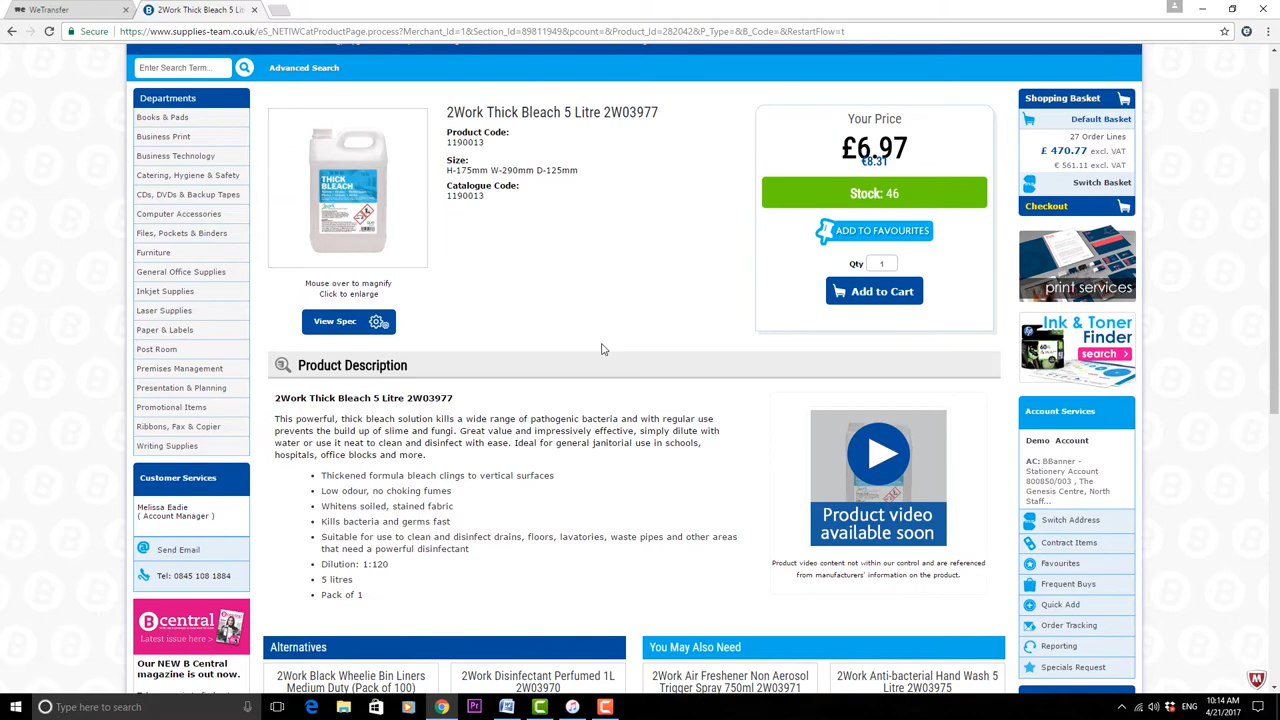 WeTransfer
2Work Thick Bleach 5 Lit
Secure
https://www.supplies-team.co.uk/eS_NETIWCatProductPage.process?Merchant_Id=1&Section_Id=89811949&pcount=&Product_Id=282042&P_Type=&B_Code=&RestartFlow=t
Enter Search Term...
Advanced Search
Departments
Books & Pads
Business Print
Business Technology
Catering, Hygiene & Safety
CDs, DVDs & Backup Tapes
Computer Accessories
Files, Pockets & Binders
Furniture
General Office Supplies
Inkjet Supplies
Laser Supplies
Paper & Labels
Post Room
Premises Management
Presentation & Planning
Promotional Items
Ribbons, Fax & Copier
Writing Supplies
Customer Services
Melissa Eadie
( Account Manager )
Send Email
Tel: 0845 108 1884
Bcentral
Latest issue here >
Our NEW B Central
magazine is out now.
THICK
BLEACH
Mouse over to magnify
Click to enlarge
View Spec
2Work Thick Bleach 5 Litre 2W03977
Product Code:
1190013
Size:
H-175mm W-290mm D-125mm
Catalogue Code:
1190013
Your Price
£6.97
€8.31
Stock: 46
ADD TO FAVOURITES
Qty 1
Add to Cart
Product Description
2Work Thick Bleach 5 Litre 2W03977
This powerful, thick bleach solution kills a wide range of pathogenic bacteria and with regular use
prevents the build up of slime and fungi. Great value and impressively effective, simply dilute with
water or use it neat to clean and disinfect with ease. Ideal for general janitorial use in schools,
hospitals, office blocks and more.
Thickened formula bleach clings to vertical surfaces
Low odour, no choking fumes
Whitens soiled, stained fabric
Kills bacteria and germs fast
Suitable for use to clean and disinfect drains, floors, lavatories, waste pipes and other areas
that need a powerful disinfectant
Dilution: 1:120
5 litres
Pack of 1
Product video
available soon
Product video content not within our control and are referenced
from manufacturers' information on the product.
Alternatives
2Work Black Wheelie Bin Liners
Medium Duty (Pack of 100)
2Work Disinfectant Perfumed 1L
2W03970
You May Also Need
2Work Air Freshener Non Aerosol
Trigger Spray 750ml 2W03971
2Work Anti-bacterial Hand Wash 5
Litre 2W03975
Shopping Basket
Default Basket
27 Order Lines
£ 470.77 excl. VAT
€ 561.11 excl. VAT
Switch Basket
Checkout
print services
Ink & Toner
Finder
search >
Account Services
Demo Account
AC: BBanner -
Stationery Account
800850/003 , The
Genesis Centre, North
Staff...
Switch Address
Contract Items
Favourites
Frequent Buys
Quick Add
Order Tracking
Reporting
Specials Request
Type here to search
10:14 AM
4/21/2017